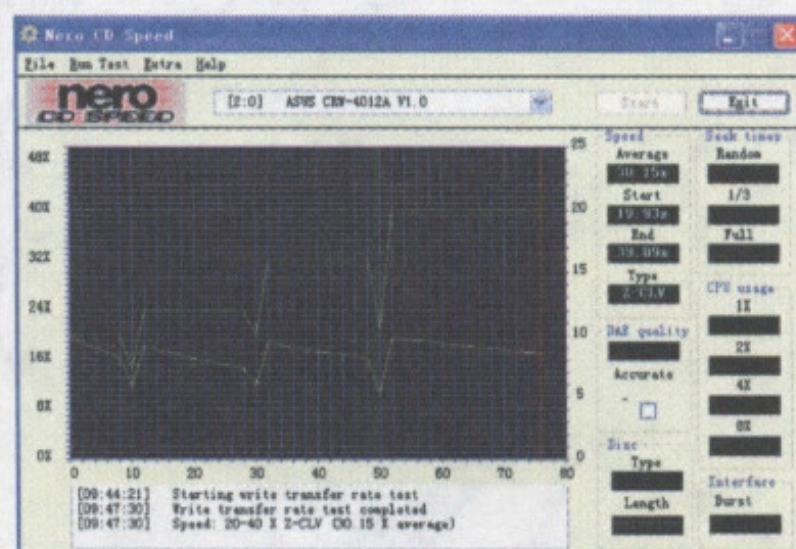 Nero CD Speed
File Run Test Extra Help
nero
CD SPEED
[2:0] ASUS CRW-4012A V1.0
Start
Exit
Speed
Average
30.15x
Start
19.93x
End
39.09x
Type
Z-CLV
DAE quality
Accurate
Disc
Type
Length
Seek times
Random
1/3
Full
CPU usage
1X
2X
4X
8X
Interface
Burst
48X
40X
32X
24X
16X
8X
0X
25
20
15
10
5
0
0 10 20 30 40 50 60 70 80
[09:44:21] Starting write transfer rate test
[09:47:30] Write transfer rate test completed
[09:47:30] Speed: 20-40 X Z-CLV (30.15 X average)